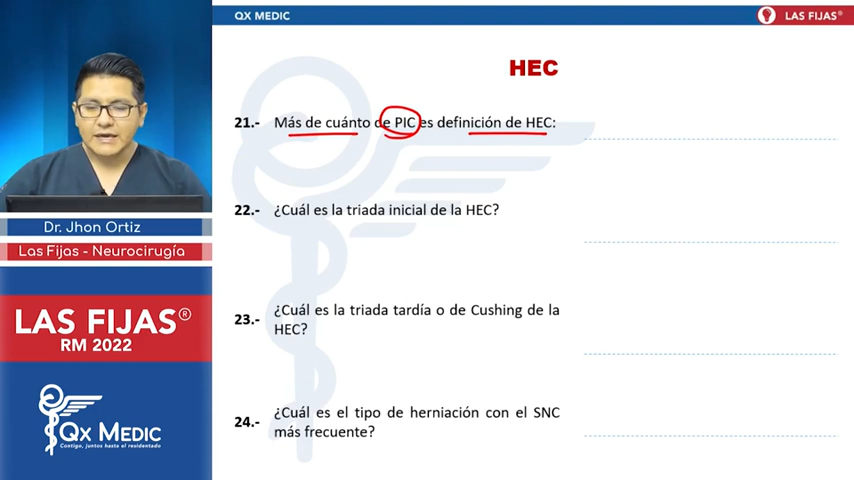 QX MEDIC
LAS FIJAS®
HEC
21.- Más de cuánto de PIC es definición de HEC:
22.- ¿Cuál es la triada inicial de la HEC?
23.- ¿Cuál es la triada tardía o de Cushing de la
HEC?
24.- ¿Cuál es el tipo de herniación con el SNC
más frecuente?
Dr. Jhon Ortiz
Las Fijas - Neurocirugía
LAS FIJAS®
RM 2022
QX MEDIC
Contigo, juntos hasta el residentado